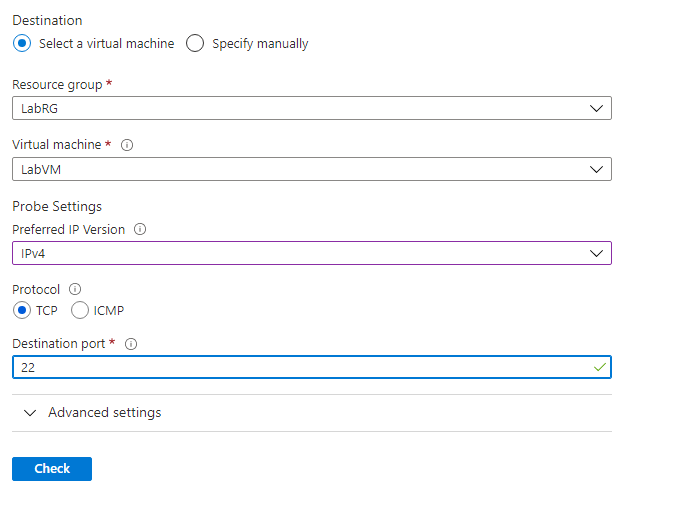 Destination
Select a virtual machine Specify manually
Resource group *
LabRG
Virtual machine *
LabVM
Probe Settings
Preferred IP Version
IPv4
Protocol
TCP ICMP
Destination port *
22
Advanced settings
Check